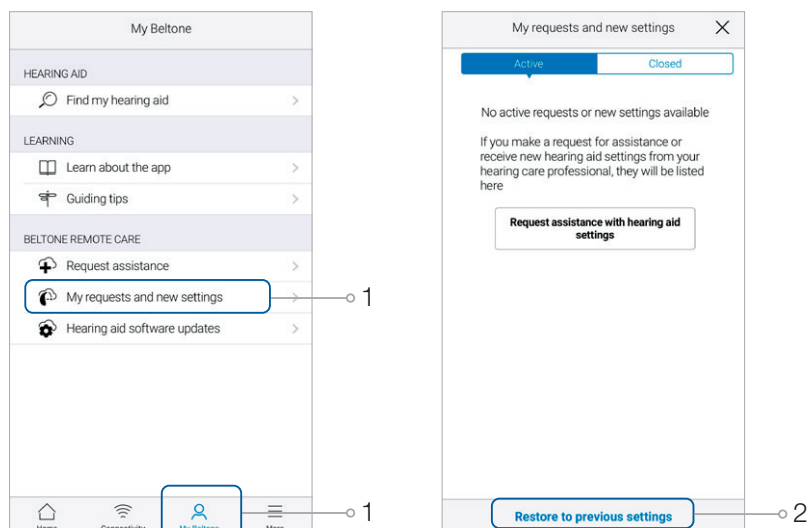 My Beltone
HEARING AID
Find my hearing aid
LEARNING
Learn about the app
Guiding tips
BELTONE REMOTE CARE
Request assistance
My requests and new settings
1
Hearing aid software updates
1
Home Connectivity My Beltone More
My requests and new settings
Active Closed
No active requests or new settings available
If you make a request for assistance or
receive new hearing aid settings from your
hearing care professional, they will be listed
here
Request assistance with hearing aid
settings
Restore to previous settings
2